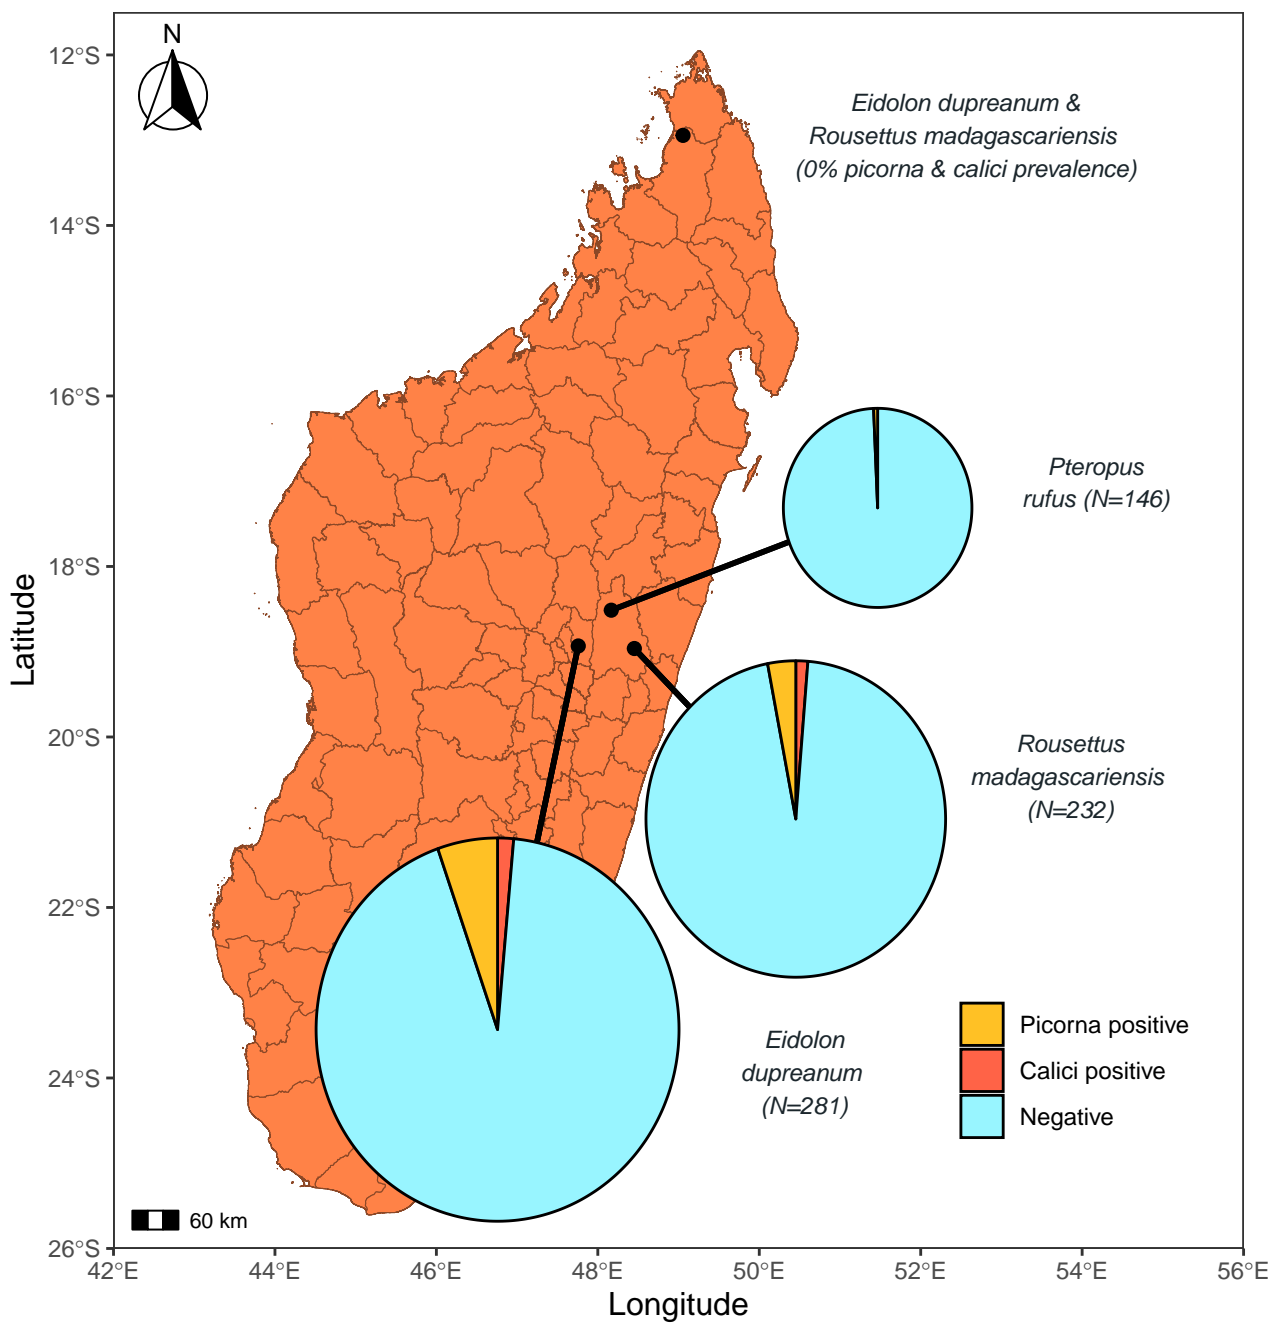 N
Eidolon dupreanum &
Rousettus madagascariensis
(0% picorna & calici prevalence)
Pteropus
rufus (N=146)
Rousettus
madagascariensis
(N=232)
Eidolon
dupreanum
(N=281)
Picorna positive
Calici positive
Negative
60 km
Latitude
12°S
14°S
16°S
18°S
20°S
22°S
24°S
26°S
42°E
44°E
46°E
48°E
50°E
52°E
54°E
56°E
Longitude